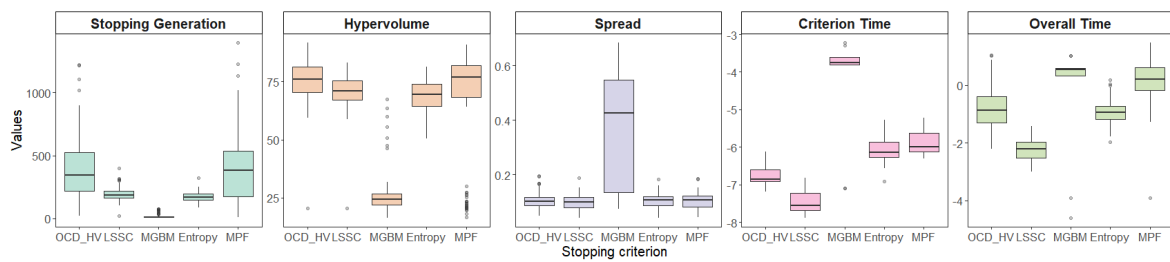 Stopping Generation
Hypervolume
Spread
Criterion Time
Overall Time
Values
1000
500
0
OCD_HV LSSC MGBM Entropy MPF
75
50
25
OCD_HV LSSC MGBM Entropy MPF
0.6
0.4
0.2
OCD_HV LSSC MGBM Entropy MPF
-3
-4
-5
-6
-7
-8
OCD_HV LSSC MGBM Entropy MPF
0
-2
-4
OCD_HV LSSC MGBM Entropy MPF
Stopping criterion